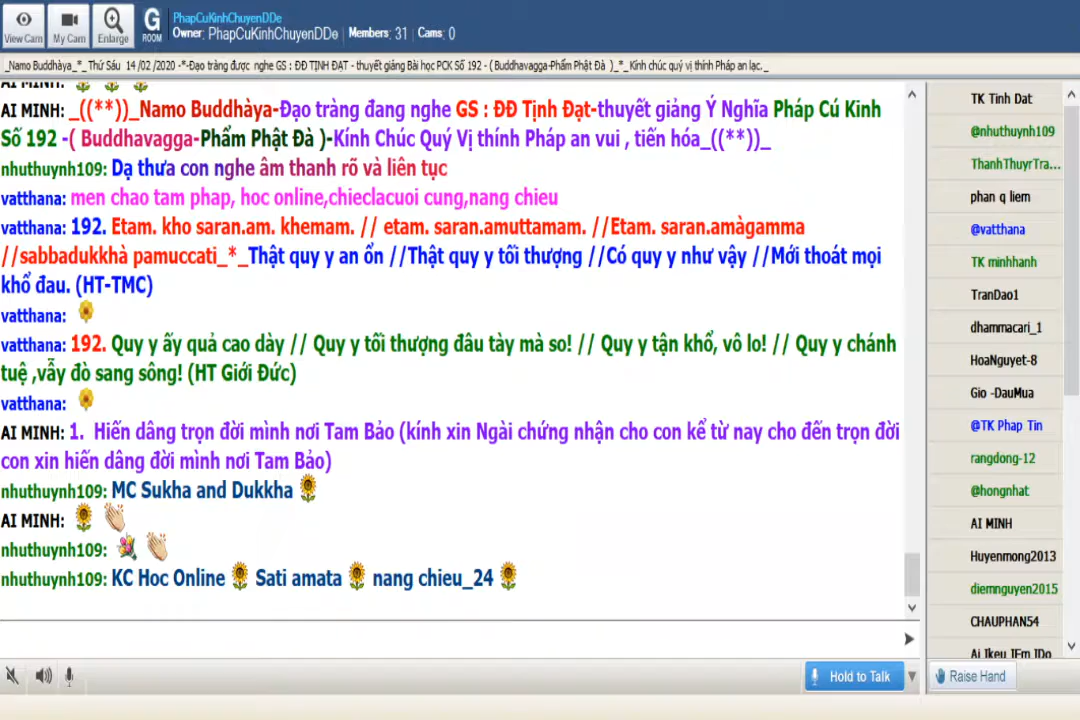 View Cam
My Cam
Enlarge
G
ROOM
PhapCuKinhChuyenDDe
Owner: PhapCuKinhChuyenDDe Members: 31 Cams: 0
_Namo Buddhàya_*_ Thứ Sáu 14 /02 /2020 -*-Đạo tràng được nghe GS : ĐĐ TỊNH ĐẠT - thuyết giảng Bài học PCK Số 192 - ( Buddhavagga-Phẩm Phật Đà )_*_ Kính chúc quý vị thính Pháp an lạc._
AI MINH:
AI MINH: _((**))_Namo Buddhàya-Đạo tràng đang nghe GS : ĐĐ Tịnh Đạt-thuyết giảng Ý Nghĩa Pháp Cú Kinh
Số 192 -( Buddhavagga-Phẩm Phật Đà )-Kính Chúc Quý Vị thính Pháp an vui , tiến hóa_((**))_
nhuthuynh109: Dạ thưa con nghe âm thanh rõ và liên tục
vatthana: men chao tam phap, hoc online,chieclacuoi cung,nang chieu
vatthana: 192. Etam. kho saran.am. khemam. // etam. saran.amuttamam. //Etam. saran.amàgamma
//sabbadukkhà pamuccati_*_Thật quy y an ổn //Thật quy y tối thượng //Có quy y như vậy //Mới thoát mọi
khổ đau. (HT-TMC)
vatthana:
vatthana: 192. Quy y ấy quả cao dày // Quy y tối thượng đâu tày mà so! // Quy y tận khổ, vô lo! // Quy y chánh
tuệ ,vẫy đò sang sông! (HT Giới Đức)
vatthana:
AI MINH: 1. Hiến dâng trọn đời mình nơi Tam Bảo (kính xin Ngài chứng nhận cho con kể từ nay cho đến trọn đời
con xin hiến dâng đời mình nơi Tam Bảo)
nhuthuynh109: MC Sukha and Dukkha
AI MINH:
nhuthuynh109:
nhuthuynh109: KC Hoc Online Sati amata nang chieu_24
TK Tinh Dat
@nhuthuynh109
ThanhThuyrTra...
phan q liem
@vatthana
TK minhhanh
TranDao1
dhammacari_1
HoaNguyet-8
Gio -DauMua
@TK Phap Tin
rangdong-12
@hongnhat
AI MINH
Huyenmong2013
diemnguyen2015
CHAUPHAN54
Ai Ikeu IEm IDo
Hold to Talk
Raise Hand